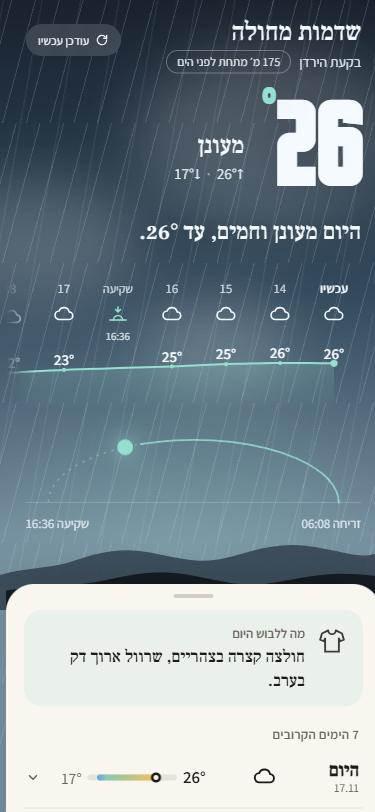 שדמות מחולה
עודכן עכשיו
בקעת הירדן
175 מ׳ מתחת לפני הים
26°
מעונן
↑26° · ↓17°
היום מעונן וחמים, עד 26°.
עכשיו 14 15 16 שקיעה 17
16:36
26° 26° 25° 25° 23°
זריחה 06:08
שקיעה 16:36
מה ללבוש היום
חולצה קצרה בצהריים, שרוול ארוך דק
בערב.
7 הימים הקרובים
היום
26° 17°
17.11